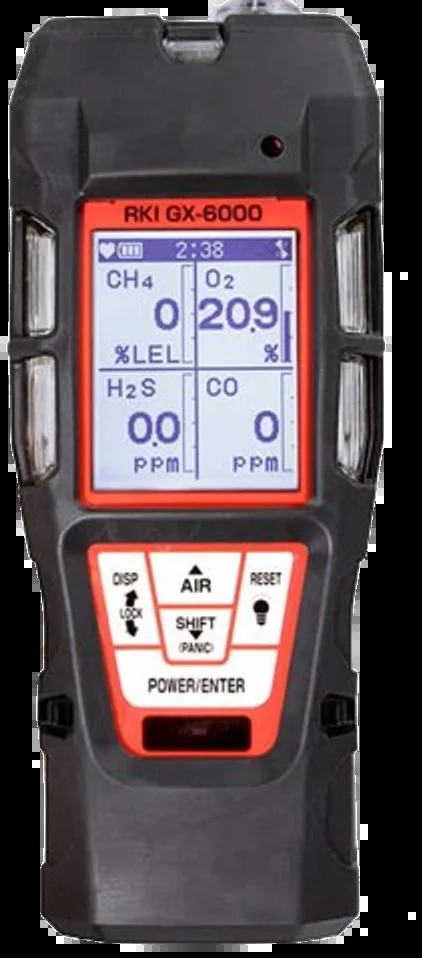 RKI GX-6000
2:38
CH₄ O₂
0 20.9
%LEL %
H₂S CO
0.0 0
ppm ppm
DISP AIR RESET
LOCK
SHIFT
(PANIC)
POWER/ENTER